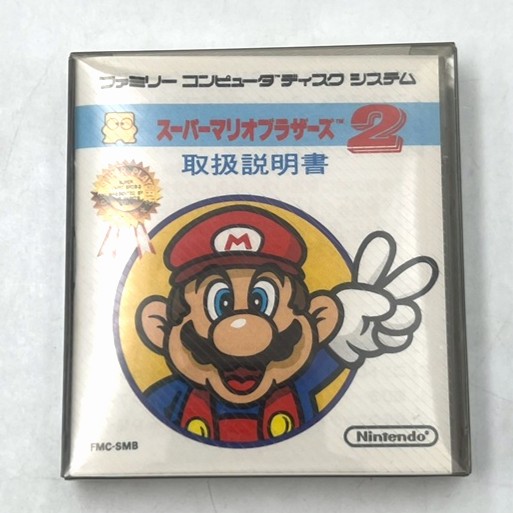 ファミリー コンピュータ ディスク システム
スーパーマリオブラザーズ™ 2
取扱説明書
M
FMC-SMB
Nintendo®